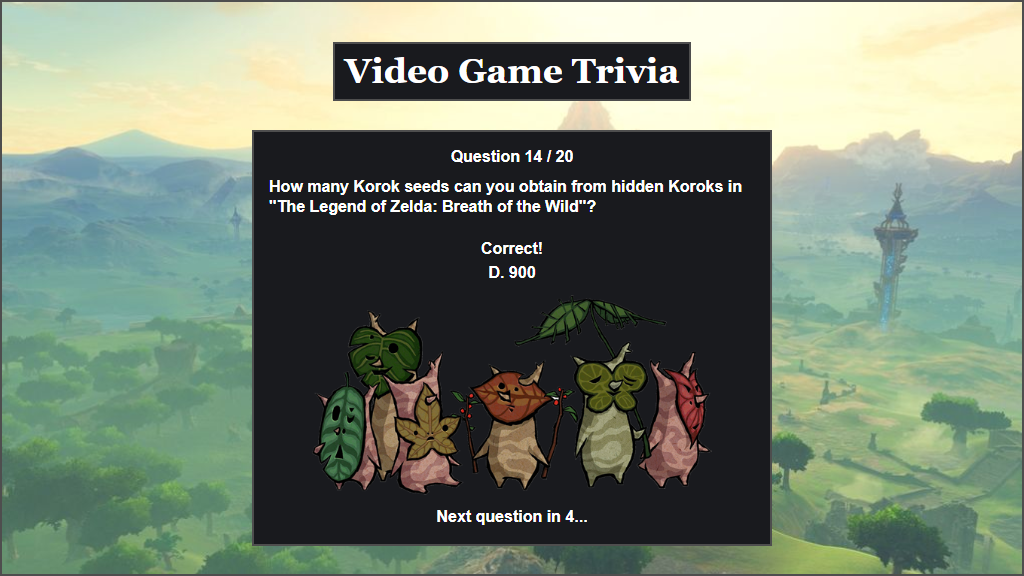 Video Game Trivia
Question 14 / 20
How many Korok seeds can you obtain from hidden Koroks in
"The Legend of Zelda: Breath of the Wild"?
Correct!
D. 900
Next question in 4...